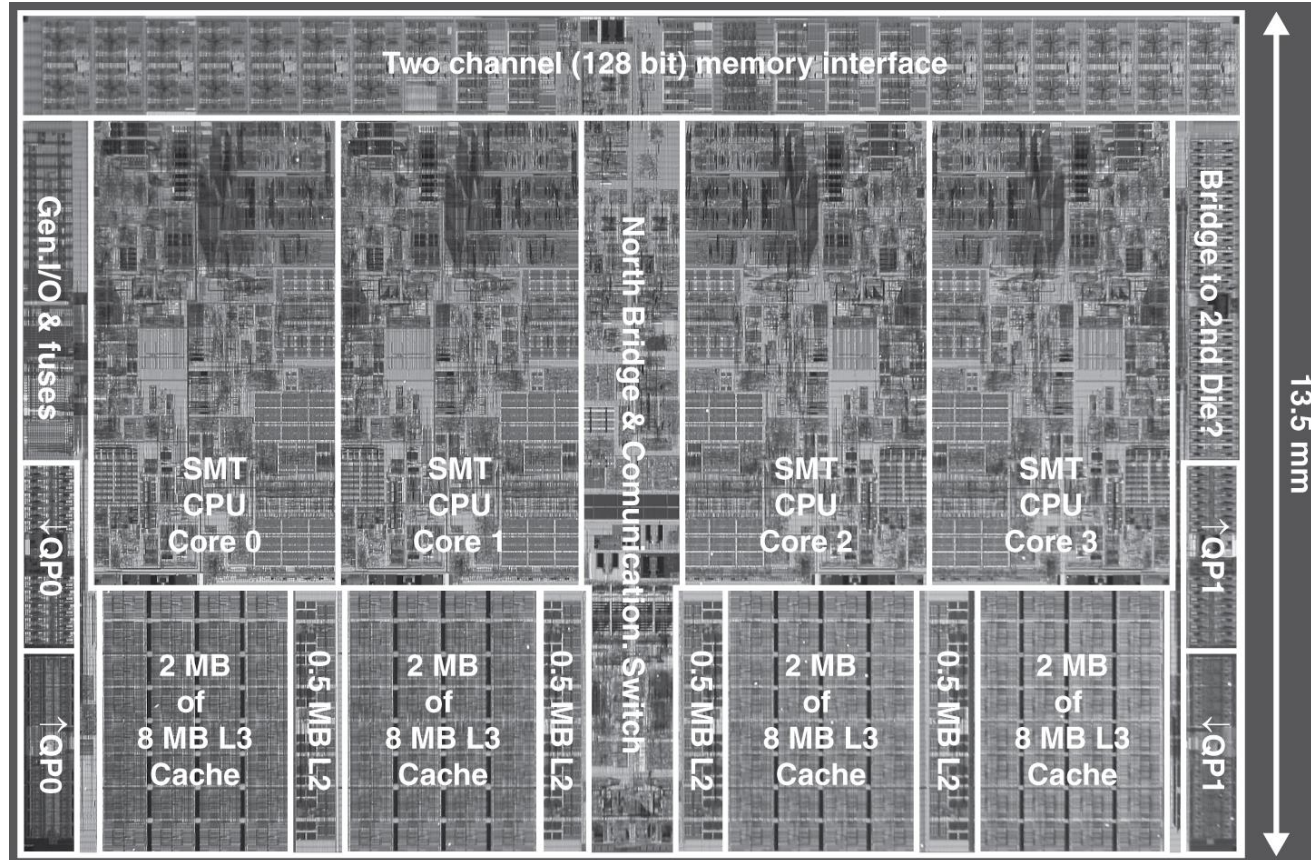 Two channel (128 bit) memory interface
Gen.I/O & fuses
SMT
CPU
Core 0
SMT
CPU
Core 1
North Bridge & Communication. Switch
SMT
CPU
Core 2
SMT
CPU
Core 3
Bridge to 2nd Die?
13.5 mm
↓QP0
↑QP1
↑QP0
2 MB
of
8 MB L3
Cache
0.5 MB L2
2 MB
of
8 MB L3
Cache
0.5 MB L2
0.5 MB L2
2 MB
of
8 MB L3
Cache
0.5 MB L2
2 MB
of
8 MB L3
Cache
↓QP1